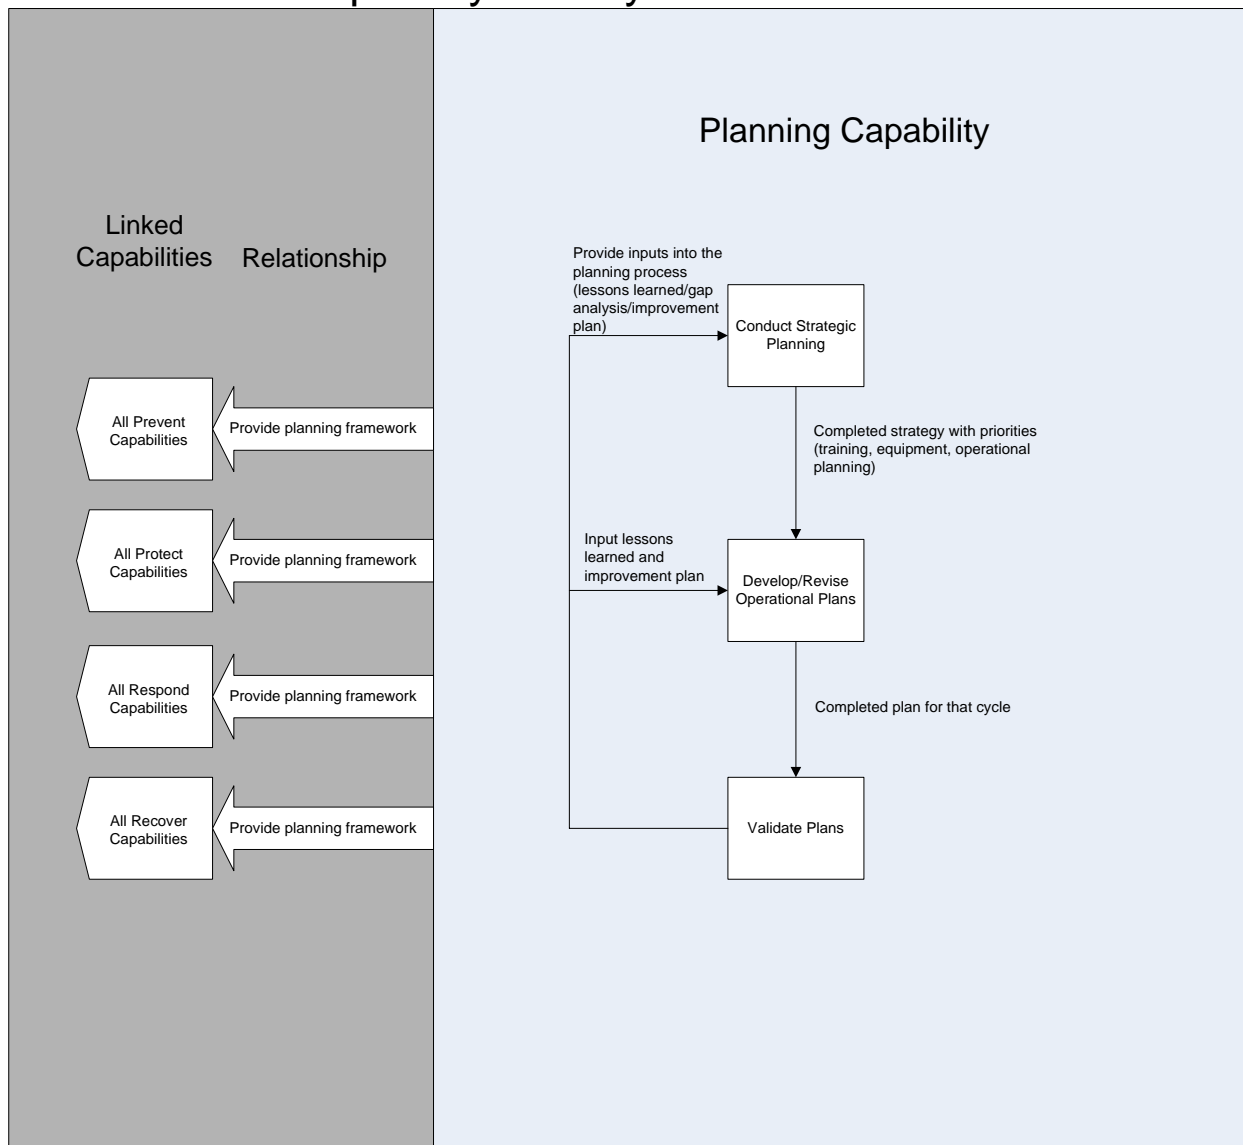 Planning Capability
Linked
Capabilities
Relationship
Provide inputs into the
planning process
(lessons learned/gap
analysis/improvement
plan)
Conduct Strategic
Planning
All Prevent
Capabilities
Provide planning framework
Completed strategy with priorities
(training, equipment, operational
planning)
All Protect
Capabilities
Provide planning framework
Input lessons
learned and
improvement plan
Develop/Revise
Operational Plans
All Respond
Capabilities
Provide planning framework
Completed plan for that cycle
All Recover
Capabilities
Provide planning framework
Validate Plans